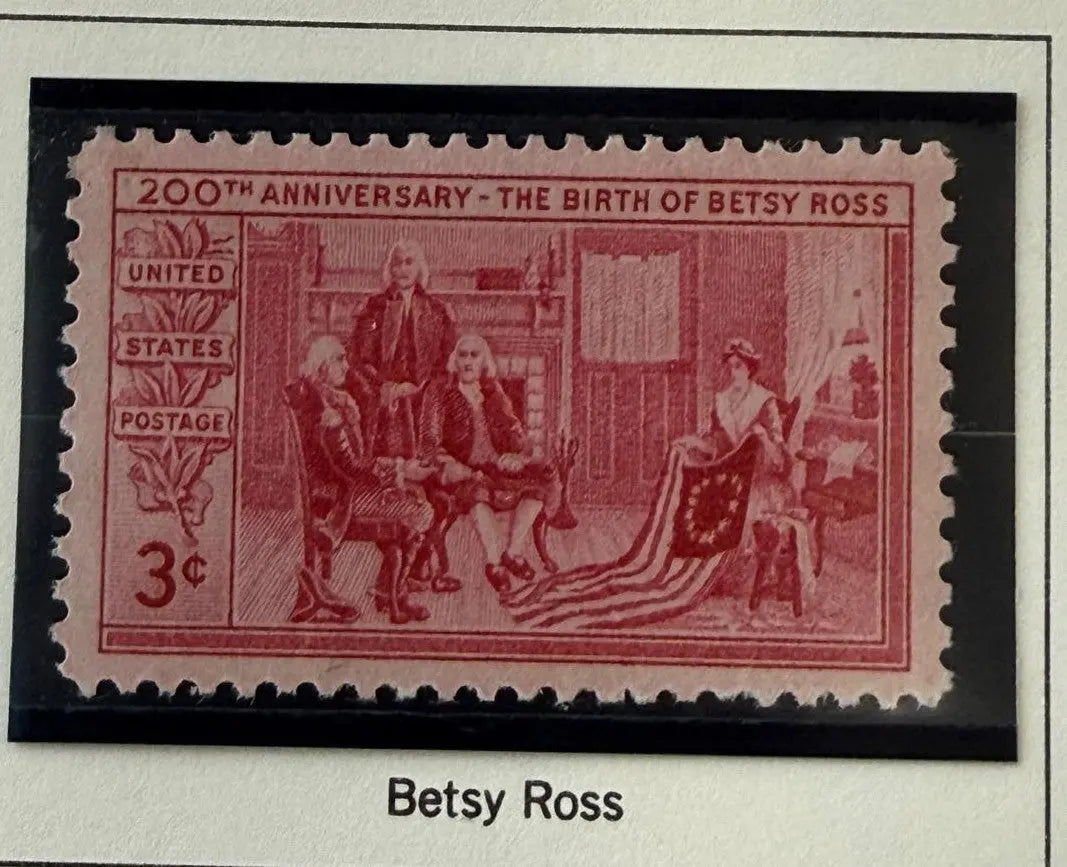 200TH ANNIVERSARY - THE BIRTH OF BETSY ROSS
UNITED
STATES
POSTAGE
3¢
Betsy Ross